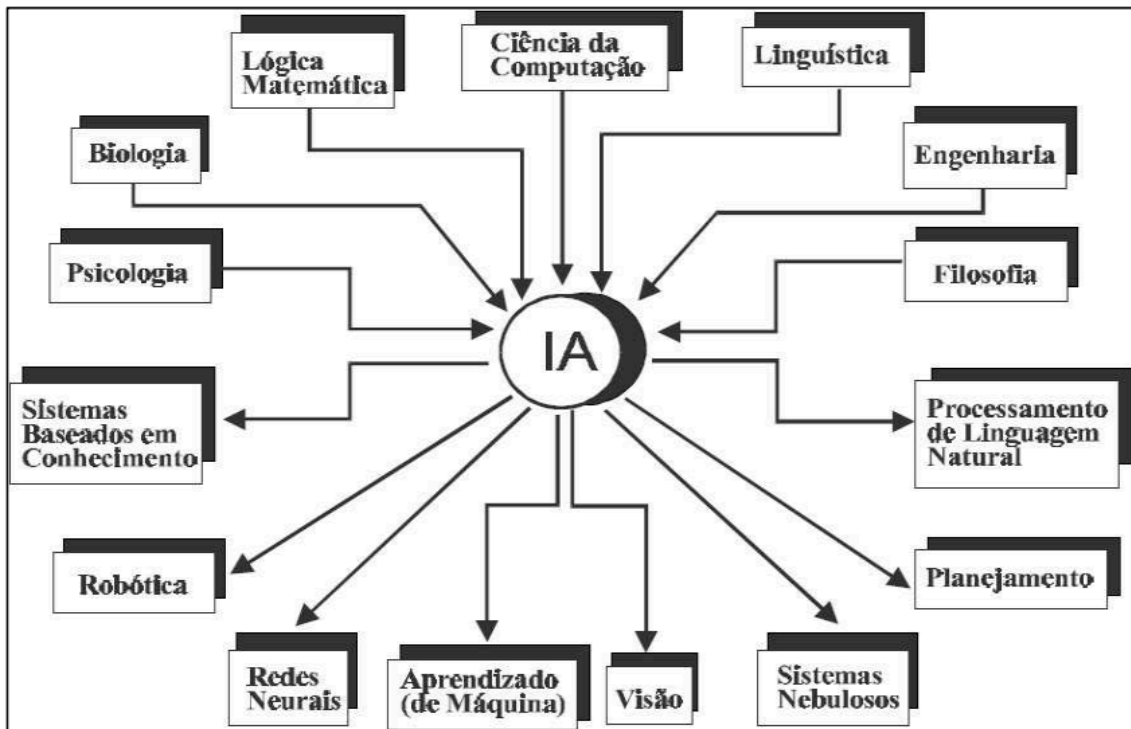 Lógica
Matemática
Ciência da
Computação
Linguística
Biologia
Engenharia
Psicologia
Filosofia
IA
Sistemas
Baseados em
Conhecimento
Processamento
de Linguagem
Natural
Robótica
Planejamento
Redes
Neurais
Aprendizado
(de Máquina)
Visão
Sistemas
Nebulosos